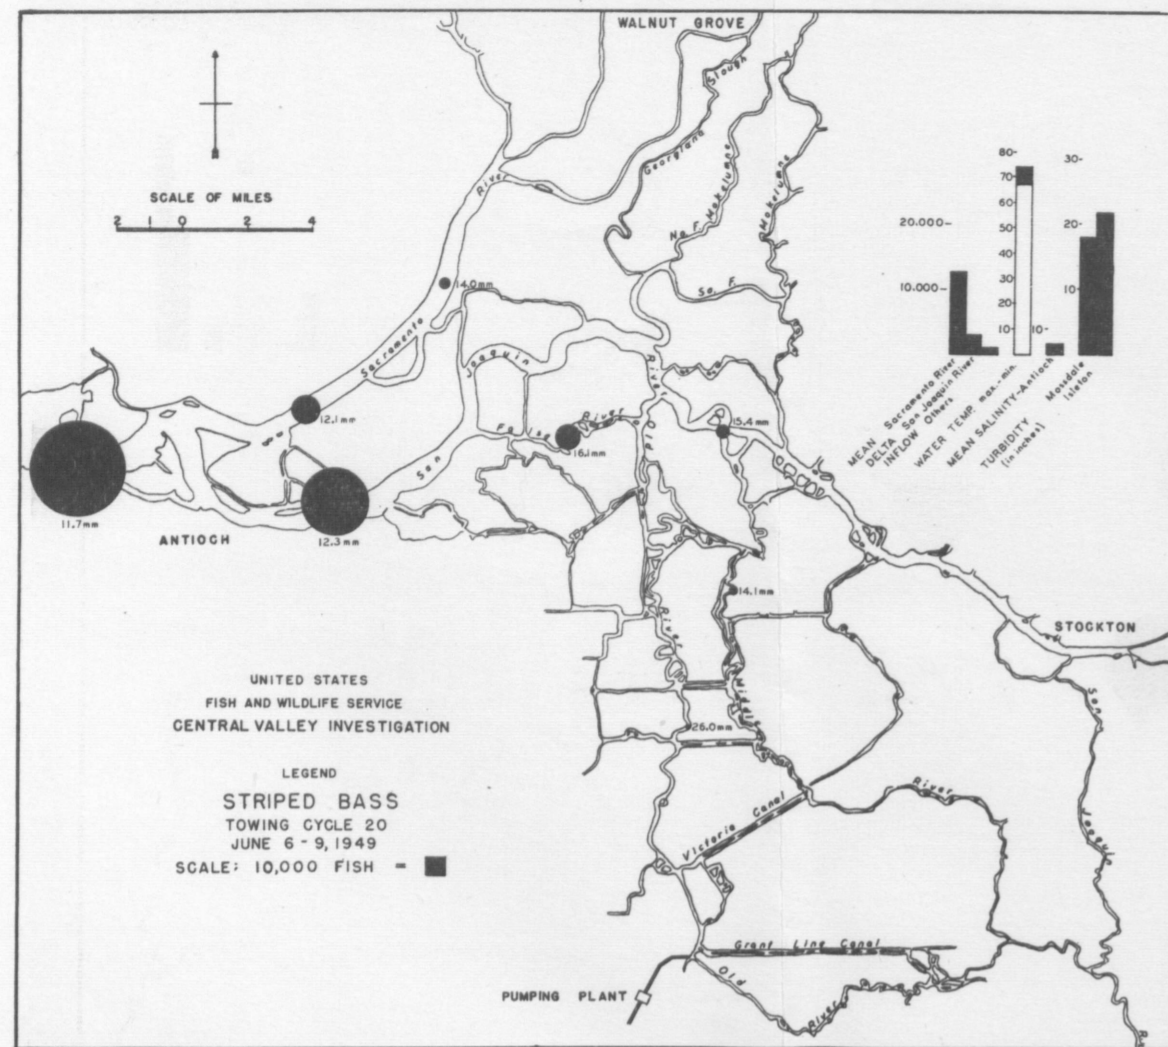 WALNUT GROVE
SCALE OF MILES
2 1 0 2 4
River
Georgiana
Slough
No F. Mokelumne
Mokelumne
So. F.
14.0mm
Sacramento
12.1mm
11.7mm
ANTIOCH
12.3mm
San
Joaquin
River
False
River
16.1mm
Old
River
15.4mm
14.1mm
Middle
26.0mm
River
STOCKTON
San
Joaquin
Victoria Canal
Grant Line Canal
Old
River
PUMPING PLANT
20.000-
10.000-
80-
70-
60-
50-
40-
30-
20-
10-
10-
30-
20-
10-
MEAN Sacramento River
DELTA San Joaquin River
INFLOW Others
WATER TEMP. max.-min.
MEAN SALINITY-Antioch
TURBIDITY Mossdale
(in inches) Isleton
UNITED STATES
FISH AND WILDLIFE SERVICE
CENTRAL VALLEY INVESTIGATION
LEGEND
STRIPED BASS
TOWING CYCLE 20
JUNE 6-9, 1949
SCALE: 10,000 FISH =